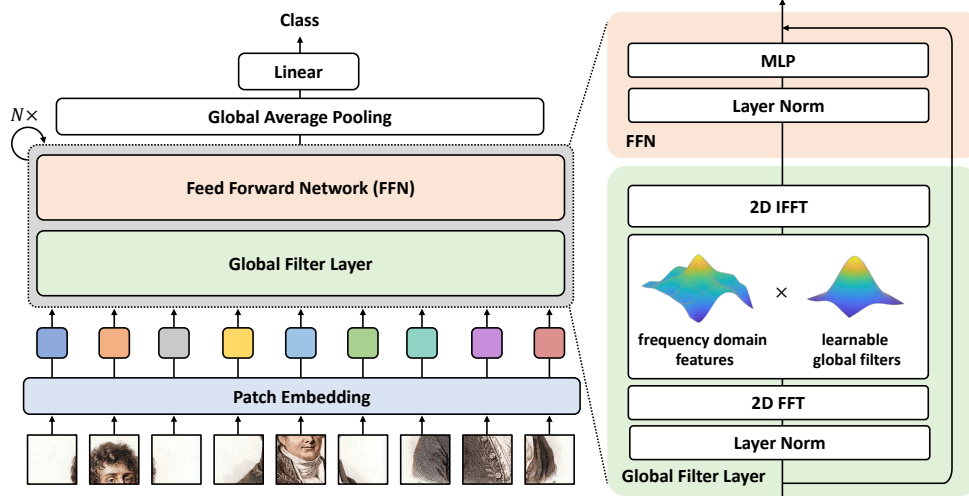 Class
Linear
Global Average Pooling
N×
Feed Forward Network (FFN)
Global Filter Layer
Patch Embedding
MLP
Layer Norm
FFN
2D IFFT
×
frequency domain
features
learnable
global filters
2D FFT
Layer Norm
Global Filter Layer